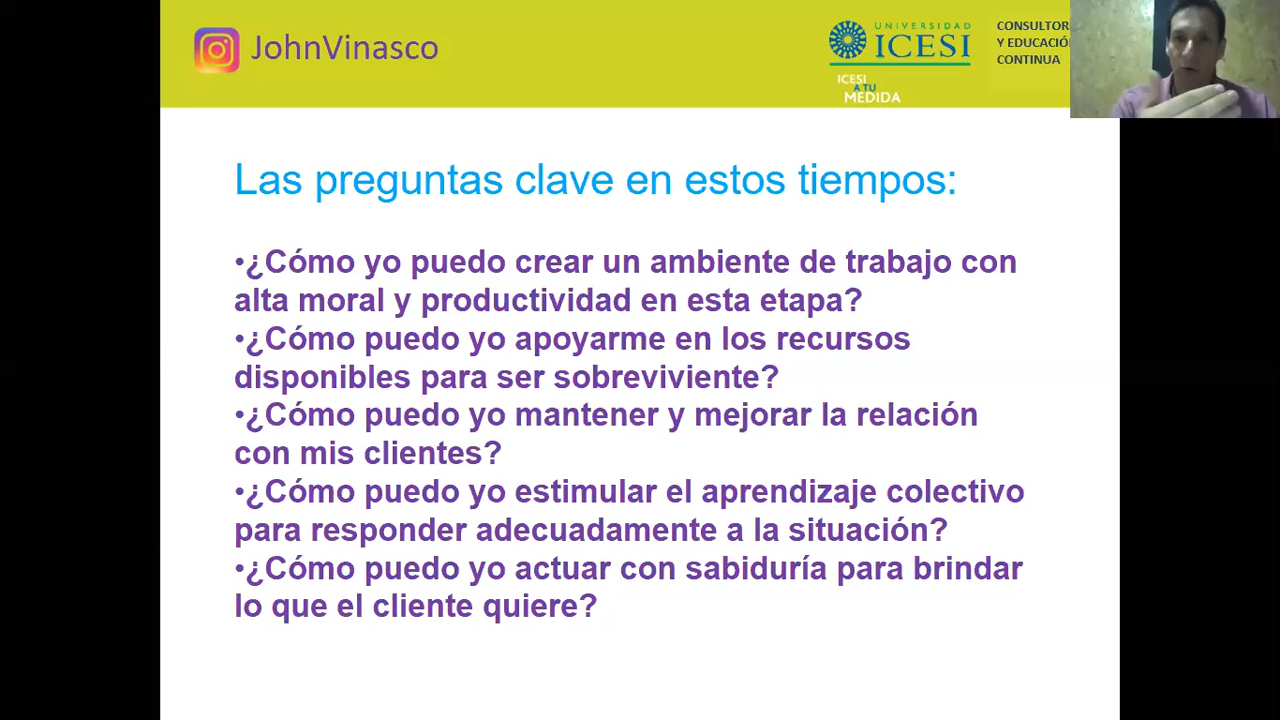 JohnVinasco
UNIVERSIDAD
ICESI
ICESI
A TU
MEDIDA
Y EDUCACIÓN
CONTINUA
Las preguntas clave en estos tiempos:
•¿Cómo yo puedo crear un ambiente de trabajo con
alta moral y productividad en esta etapa?
•¿Cómo puedo yo apoyarme en los recursos
disponibles para ser sobreviviente?
•¿Cómo puedo yo mantener y mejorar la relación
con mis clientes?
•¿Cómo puedo yo estimular el aprendizaje colectivo
para responder adecuadamente a la situación?
•¿Cómo puedo yo actuar con sabiduría para brindar
lo que el cliente quiere?